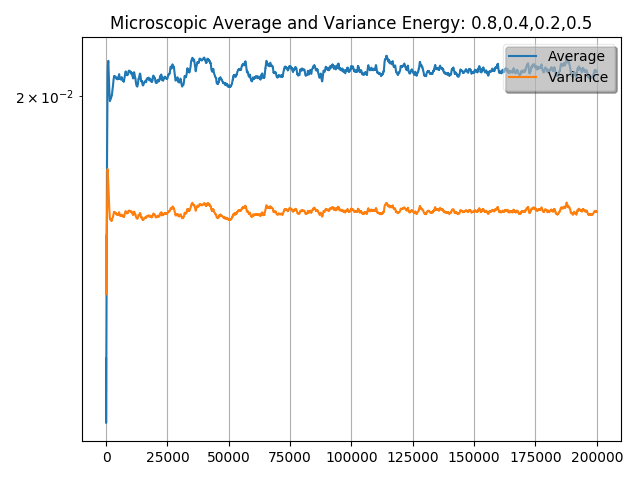 Microscopic Average and Variance Energy: 0.8,0.4,0.2,0.5
Average
Variance
2 × 10⁻²
0 25000 50000 75000 100000 125000 150000 175000 200000